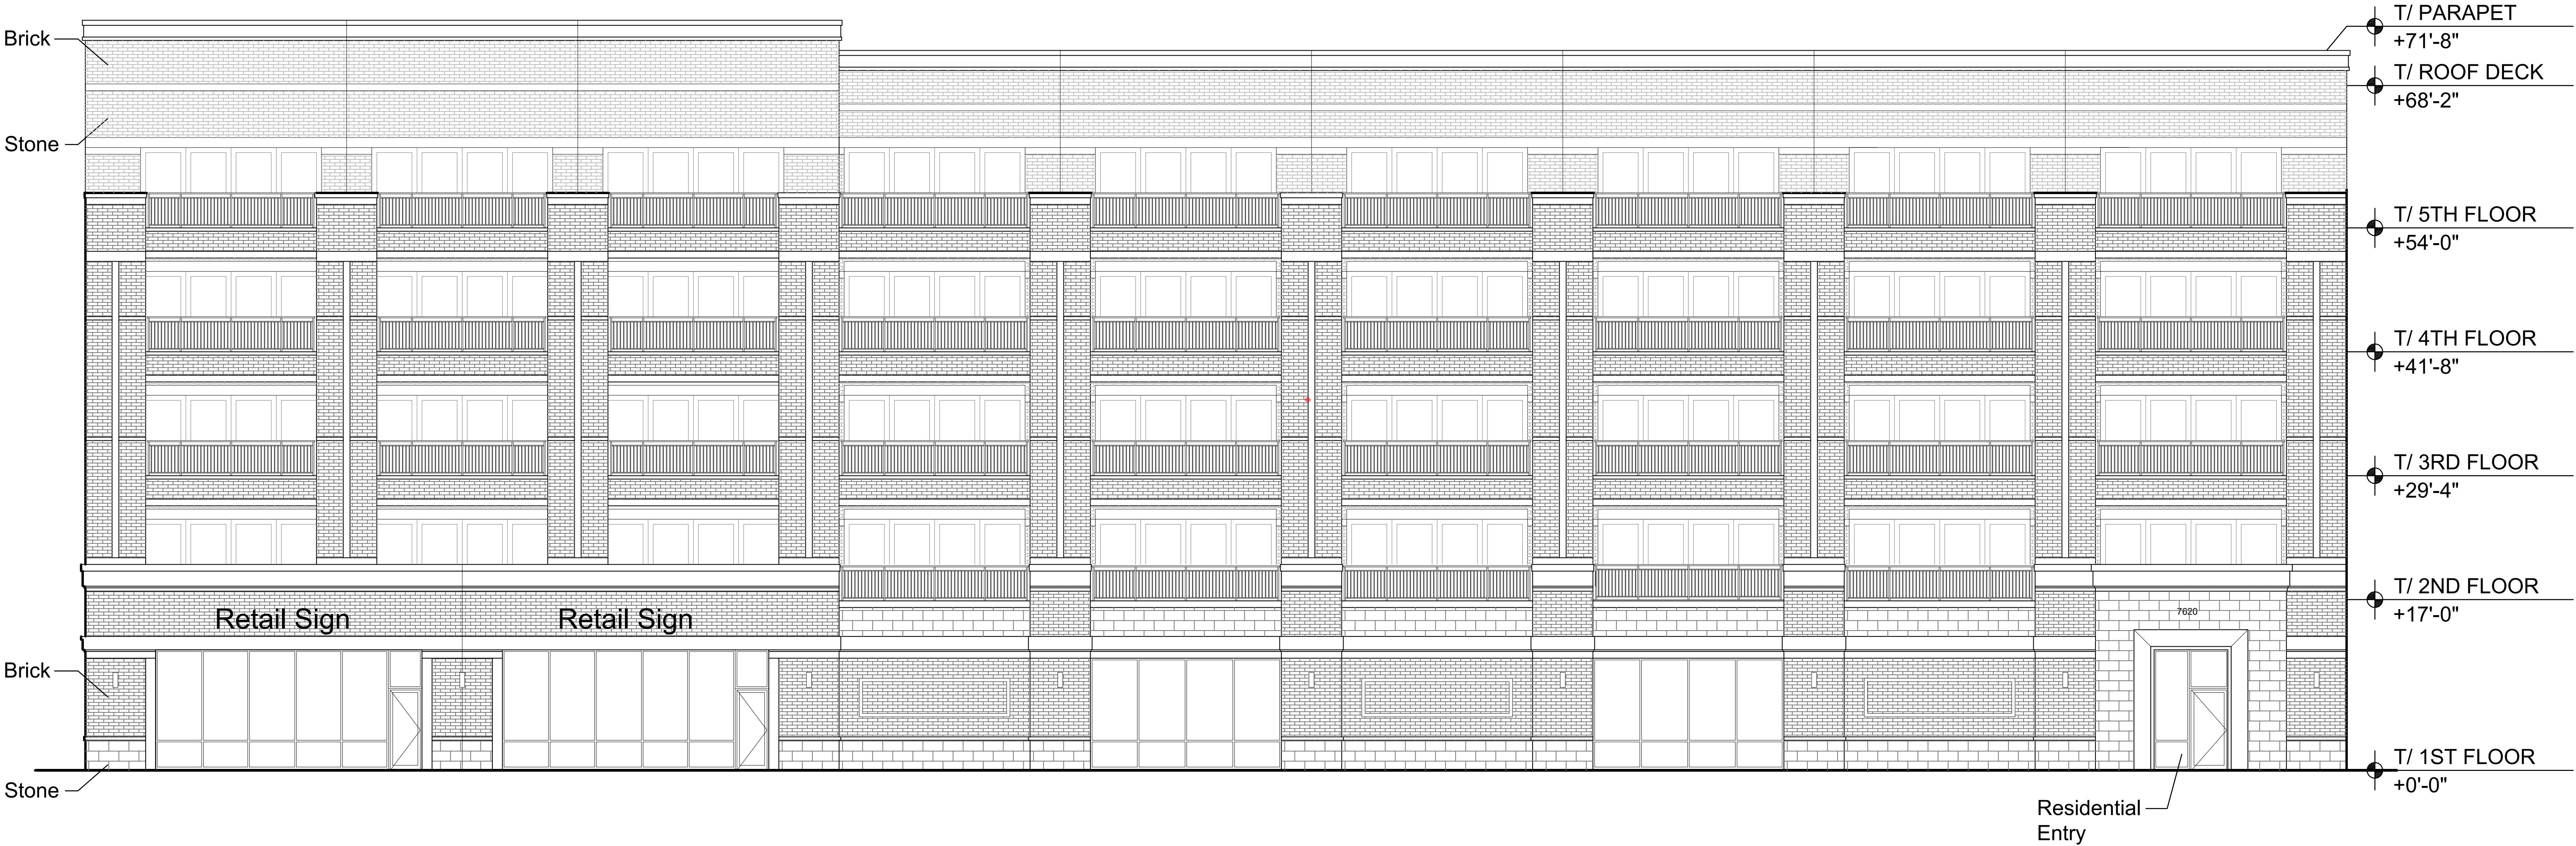 T/ PARAPET
+71'-8"
Brick
T/ ROOF DECK
+68'-2"
Stone
T/ 5TH FLOOR
+54'-0"
T/ 4TH FLOOR
+41'-8"
T/ 3RD FLOOR
+29'-4"
T/ 2ND FLOOR
+17'-0"
Retail Sign
Retail Sign
7620
Brick
T/ 1ST FLOOR
+0'-0"
Stone
Residential
Entry